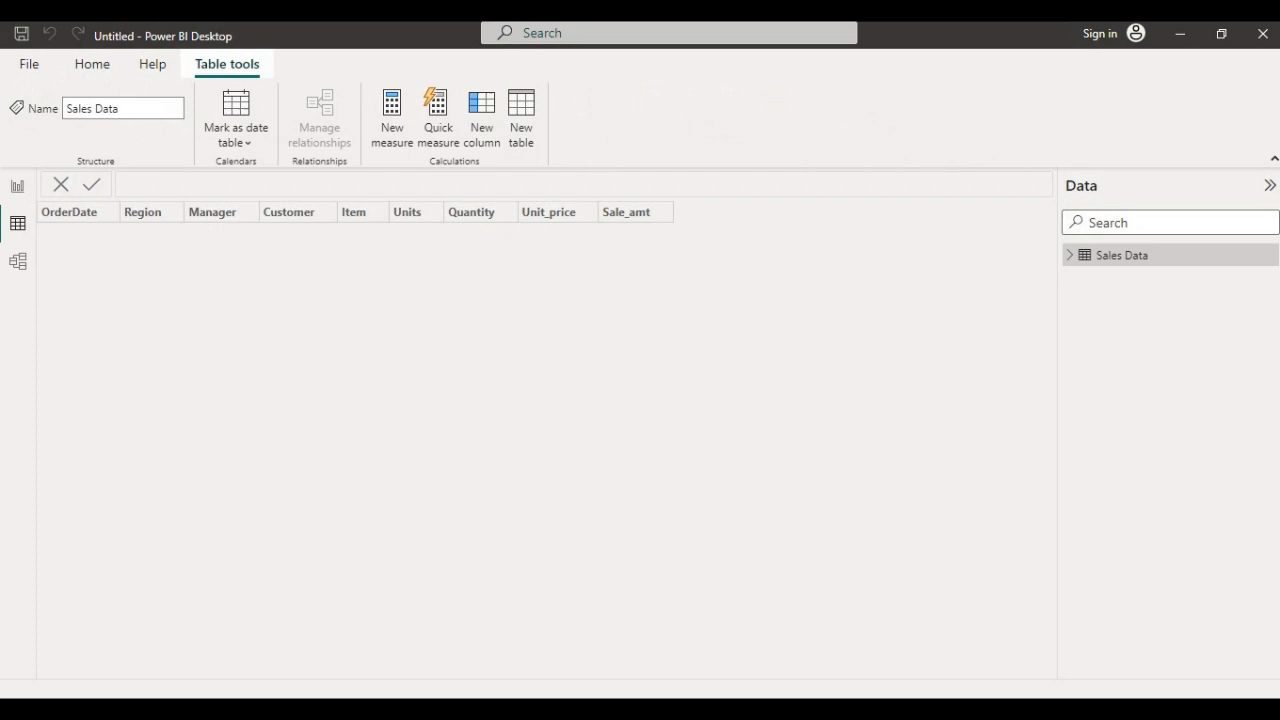 Untitled - Power BI Desktop
Search
Sign in
File
Home
Help
Table tools
Name
Sales Data
Mark as date
table
Manage
relationships
New
measure
Quick
measure
New
column
New
table
Structure
Calendars
Relationships
Calculations
OrderDate
Region
Manager
Customer
Item
Units
Quantity
Unit_price
Sale_amt
Data
Search
Sales Data